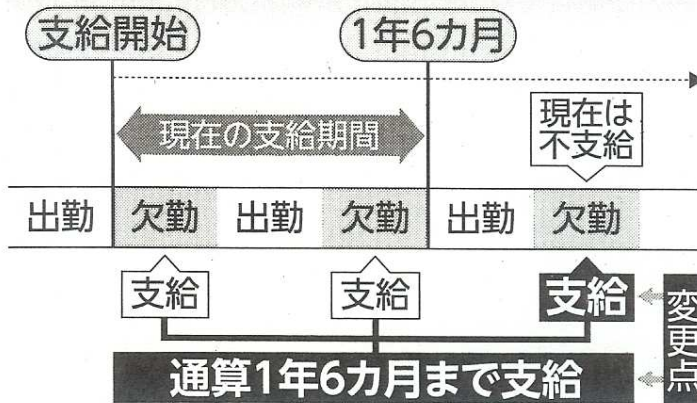 支給開始
1年6カ月
現在の支給期間
現在は
不支給
出勤 欠勤 出勤 欠勤 出勤 欠勤
支給 支給 支給
変更点
通算1年6カ月まで支給